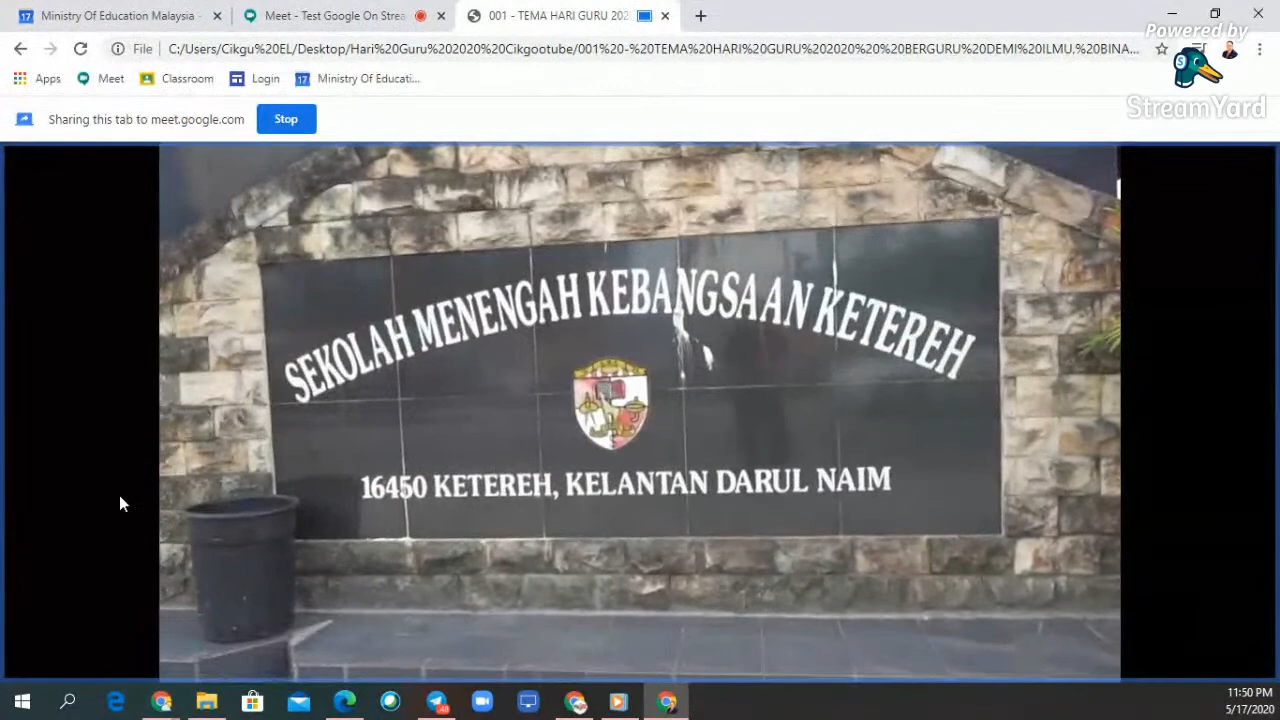 Ministry Of Education Malaysia -
Meet - Test Google On Strea
001 - TEMA HARI GURU 202
File
C:/Users/Cikgu%20EL/Desktop/Hari%20Guru%202020%20Cikgootube/001%20-%20TEMA%20HARI%20GURU%202020%20%20BERGURU%20DEMI%20ILMU,%20BINA...
Powered by
StreamYard
Apps
Meet
Classroom
Login
17
Ministry Of Educati...
Sharing this tab to meet.google.com
Stop
SEKOLAH MENENGAH KEBANGSAAN KETEREH
16450 KETEREH, KELANTAN DARUL NAIM
11:50 PM
5/17/2020